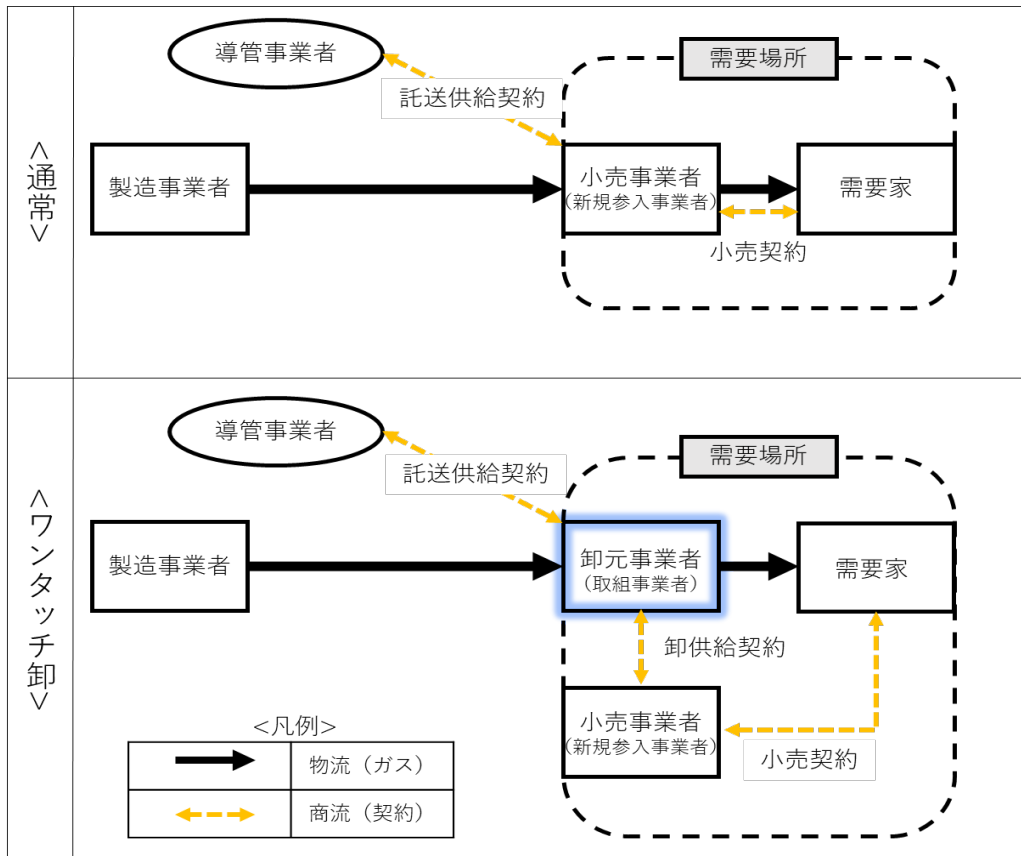 <通常>
導管事業者
需要場所
託送供給契約
製造事業者
小売事業者
(新規参入事業者)
需要家
小売契約
<ワンタッチ卸>
導管事業者
需要場所
託送供給契約
製造事業者
卸元事業者
(取組事業者)
需要家
卸供給契約
小売事業者
(新規参入事業者)
小売契約
<凡例>
物流（ガス）
商流（契約）